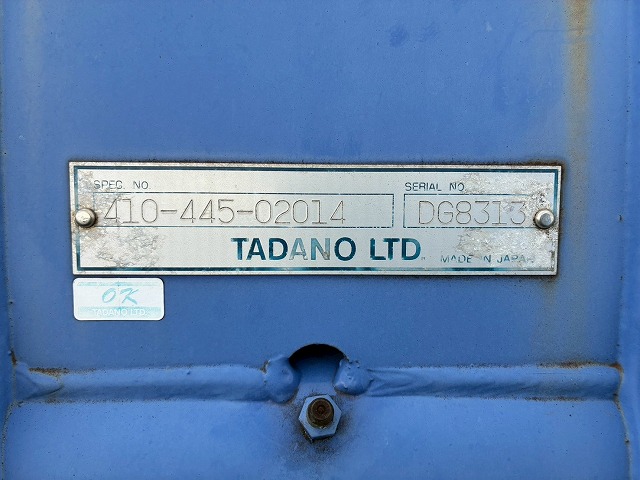 SPEC. NO.
SERIAL NO.
410-445-02014
DG8313
TADANO LTD.
MADE IN JAPAN
OK
TADANO LTD.